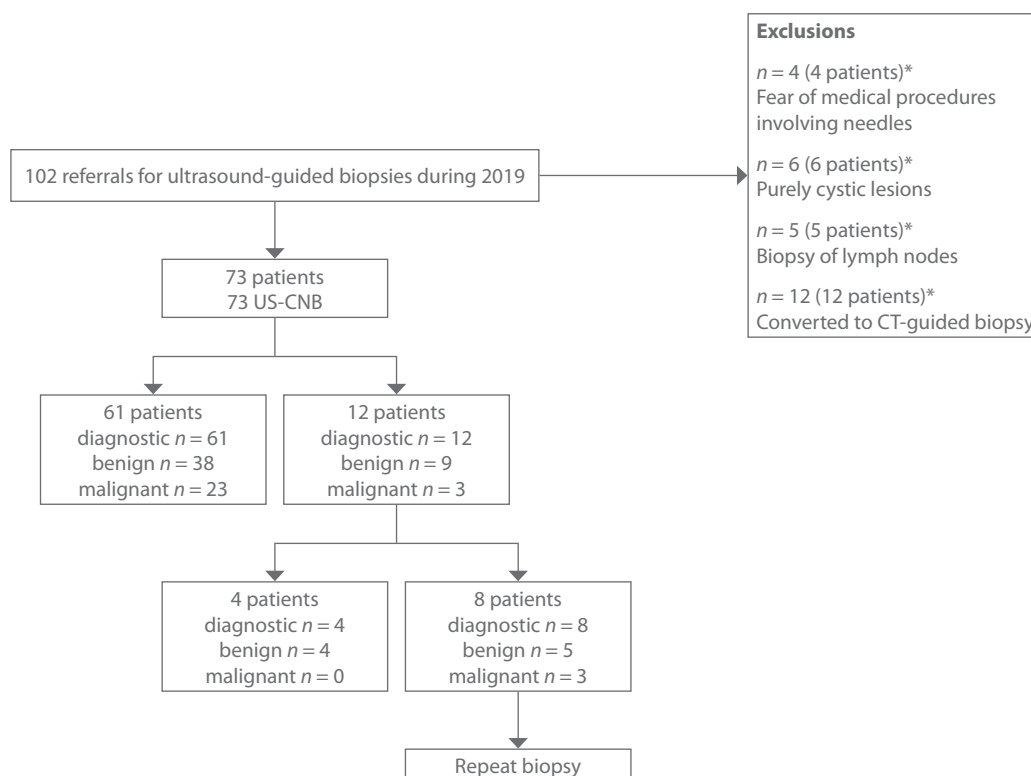 Exclusions
n = 4 (4 patients)*
Fear of medical procedures
involving needles
n = 6 (6 patients)*
Purely cystic lesions
n = 5 (5 patients)*
Biopsy of lymph nodes
n = 12 (12 patients)*
Converted to CT-guided biopsy
102 referrals for ultrasound-guided biopsies during 2019
73 patients
73 US-CNB
61 patients
diagnostic n = 61
benign n = 38
malignant n = 23
12 patients
diagnostic n = 12
benign n = 9
malignant n = 3
4 patients
diagnostic n = 4
benign n = 4
malignant n = 0
8 patients
diagnostic n = 8
benign n = 5
malignant n = 3
Repeat biopsy